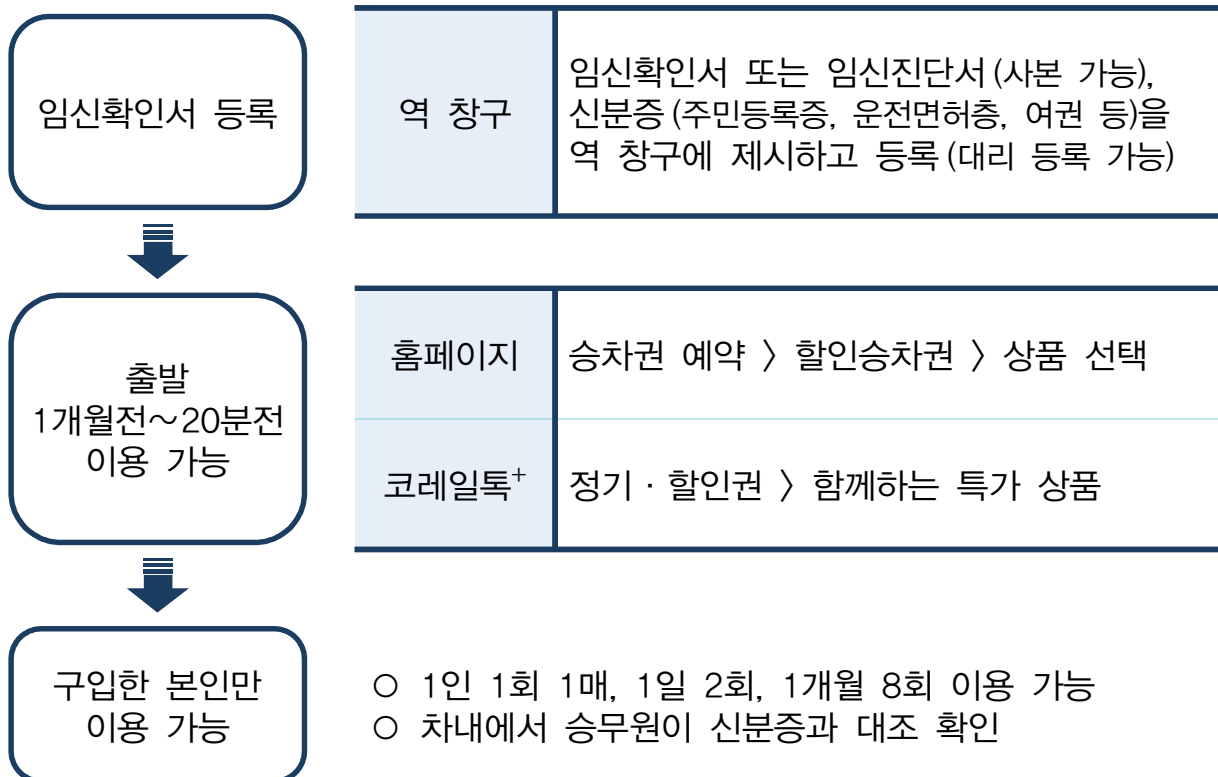 임신확인서 등록
역 창구
임신확인서 또는 임신진단서(사본 가능),
신분증(주민등록증, 운전면허층, 여권 등)을
역 창구에 제시하고 등록(대리 등록 가능)
출발
1개월전~20분전
이용 가능
홈페이지
승차권 예약 〉 할인승차권 〉 상품 선택
코레일톡+
정기 · 할인권 〉 함께하는 특가 상품
구입한 본인만
이용 가능
○ 1인 1회 1매, 1일 2회, 1개월 8회 이용 가능
○ 차내에서 승무원이 신분증과 대조 확인